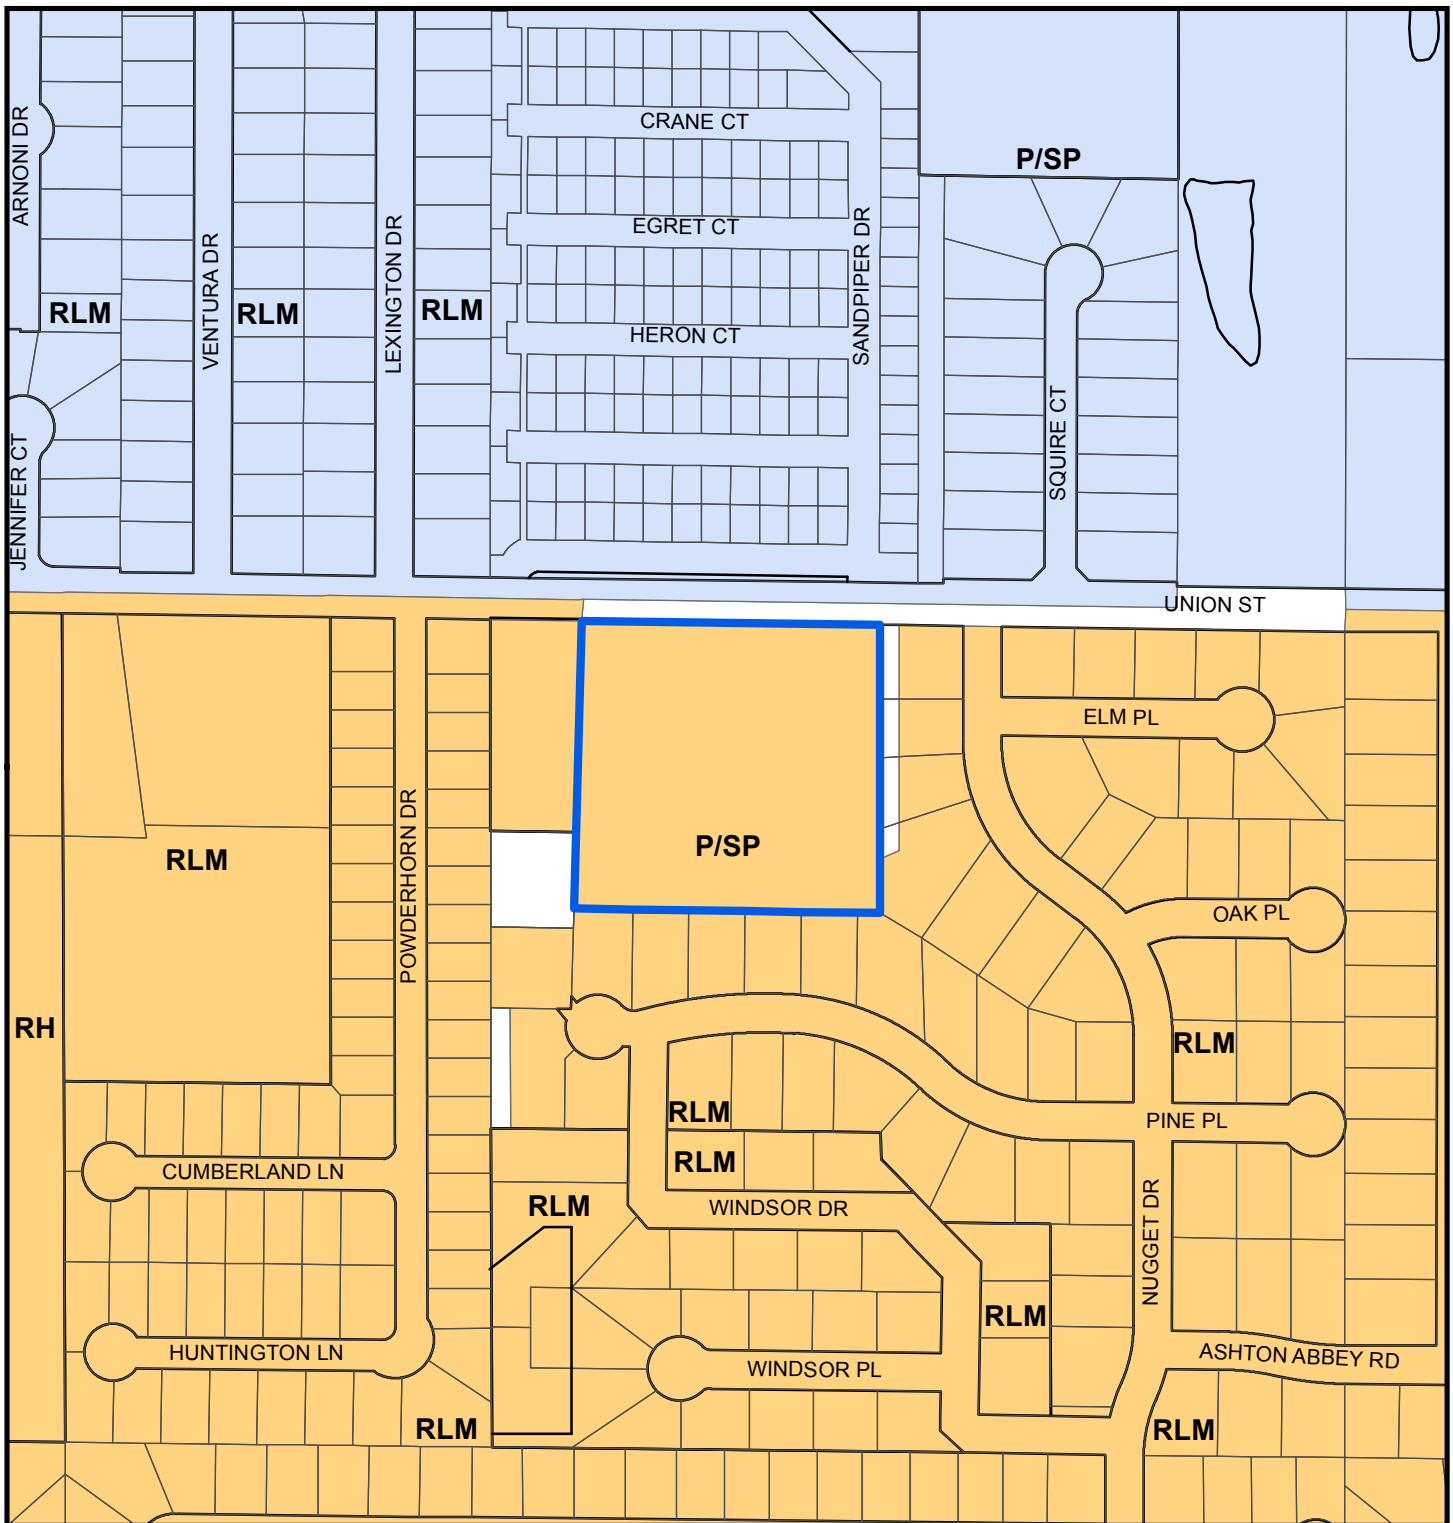 CRANE CT
P/SP
ARNONI DR
EGRET CT
VENTURA DR
LEXINGTON DR
SANDPIPER DR
RLM
RLM
RLM
HERON CT
SQUIRE CT
JENNIFER CT
UNION ST
ELM PL
P/SP
RLM
POWDERHORN DR
OAK PL
RH
RLM
RLM
PINE PL
RLM
CUMBERLAND LN
RLM
WINDSOR DR
NUGGET DR
RLM
HUNTINGTON LN
WINDSOR PL
ASHTON ABBEY RD
RLM
RLM